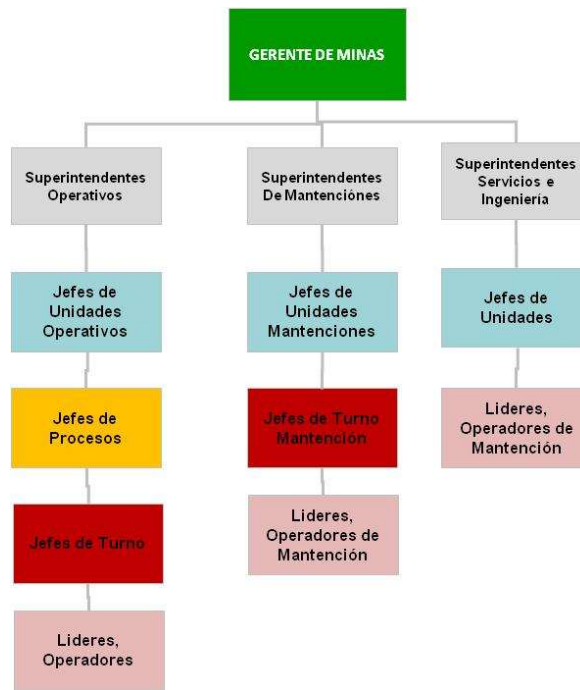 GERENTE DE MINAS
Superintendentes
Operativos
Superintendentes
De Manténciónes
Superintendentes
Servicios e
Ingeniería
Jefes de
Unidades
Operativos
Jefes de
Unidades
Mantenciones
Jefes de
Unidades
Jefes de
Procesos
Jefes de Turno
Mantención
Lideres,
Operadores de
Mantención
Jefes de Turno
Lideres,
Operadores de
Mantención
Lideres,
Operadores